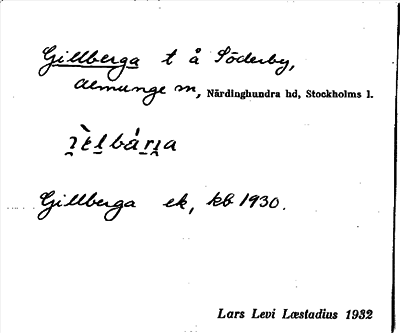 Gillberga t å Söderby,
Almunge sn, Närdinghundra hd, Stockholms l.
Gillberga ek, kb 1930.
Lars Levi Læstadius 1932